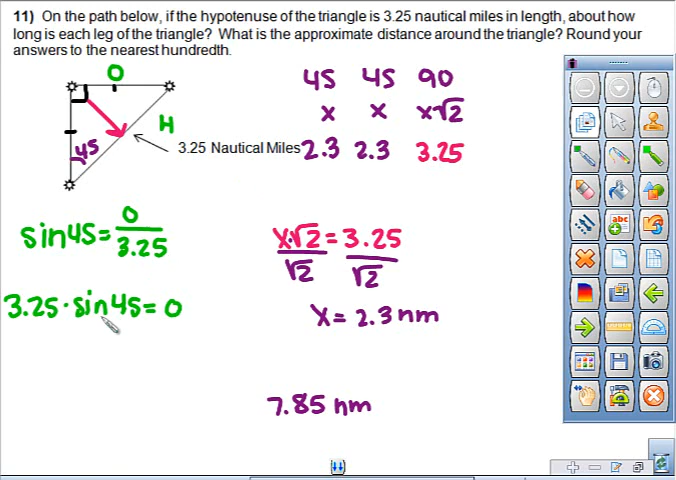 11) On the path below, if the hypotenuse of the triangle is 3.25 nautical miles in length, about how
long is each leg of the triangle? What is the approximate distance around the triangle? Round your
answers to the nearest hundredth.
O
45 45 90
x x x√2
H
45
3.25 Nautical Miles
2.3 2.3 3.25
sin45 = O/3.25
x·√2 = 3.25
√2 √2
3.25 · sin45 = O
x = 2.3 nm
7.85 nm
abc